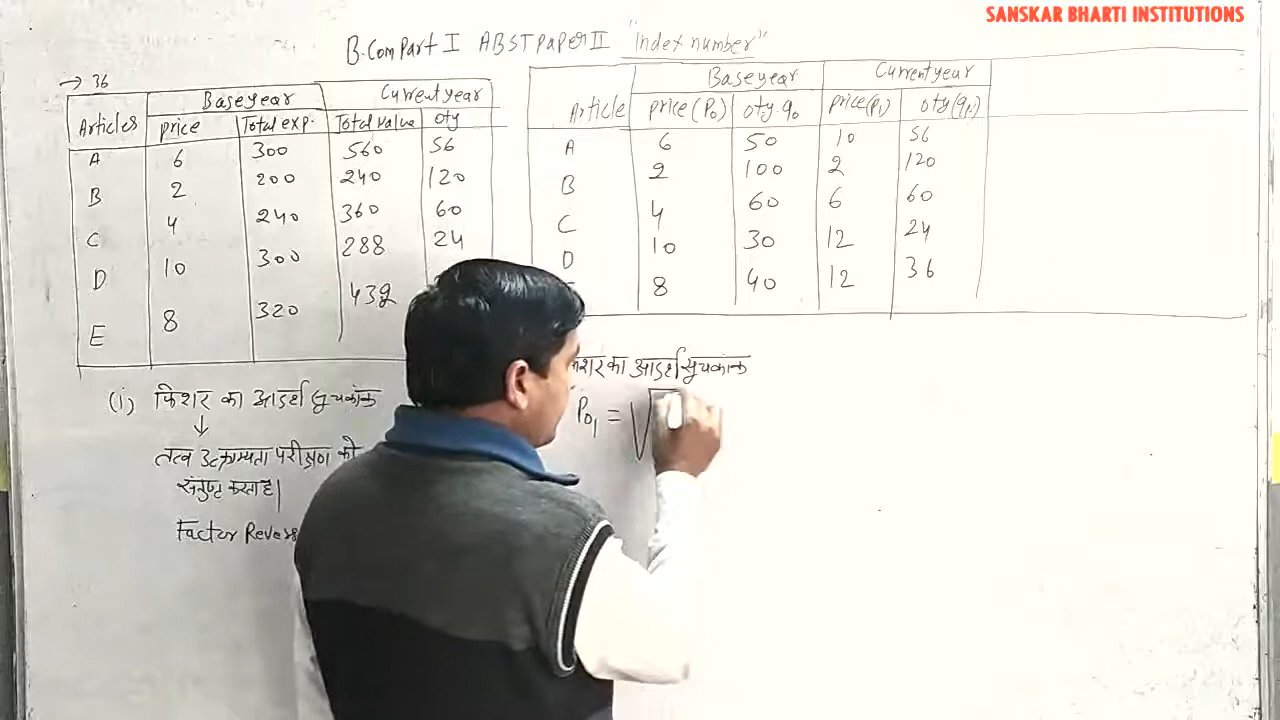 SANSKAR BHARTI INSTITUTIONS
B.Com Part I ABST PAPER II "Index number"
→ 36
Articles Base year Current year
price Total exp. Total value qty
A 6 300 560 56
B 2 200 240 120
C 4 240 360 60
D 10 300 288 24
E 8 320 432
Article Base year Current year
price (P0) qty. q0 price (P1) qty (q1)
A 6 50 10 56
B 2 100 2 120
C 4 60 6 60
D 10 30 12 24
8 40 12 36
(i) फिशर का आदर्श सूचकांक
↓
तत्व उत्क्राम्यता परीक्षण को
संतुष्ट करता है|
Factor Revers
फिशर का आदर्श सूचकांक
P01 = √